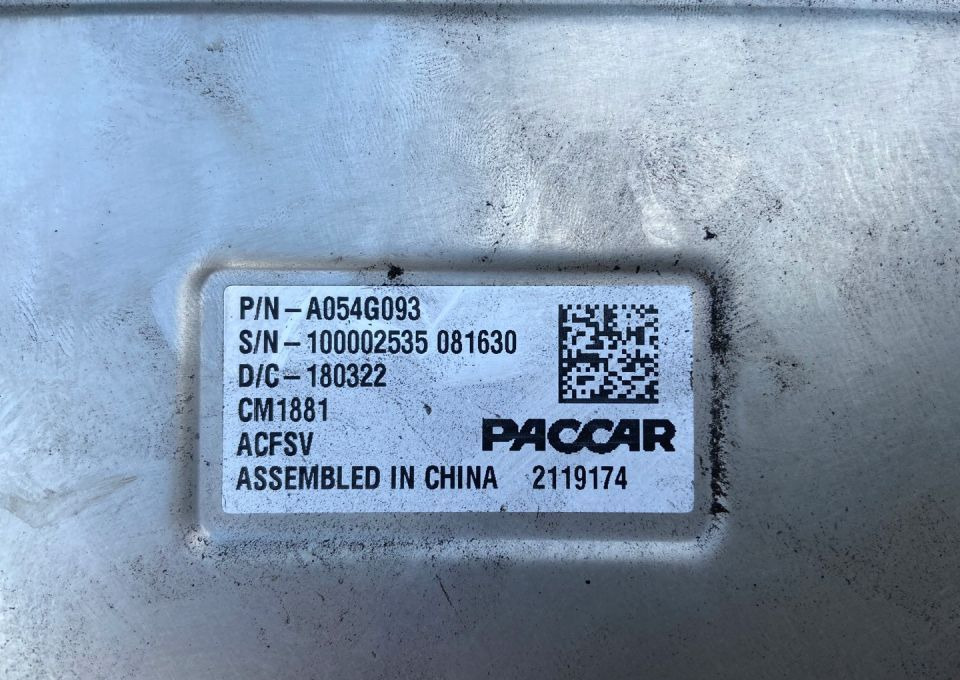 P/N – A054G093
S/N – 100002535 081630
D/C – 180322
CM1881
ACFSV
PACCAR
ASSEMBLED IN CHINA 2119174